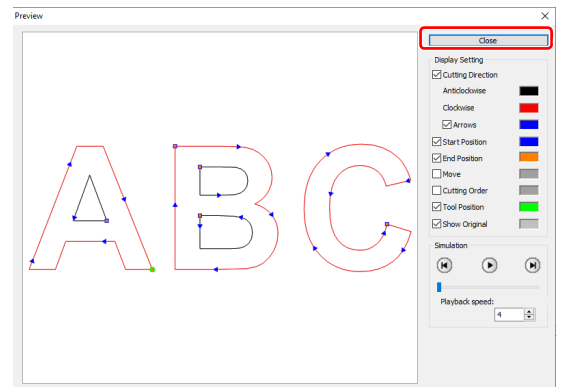 Preview
Close
Display Setting
Cutting Direction
Anticlockwise
Clockwise
Arrows
Start Position
End Position
Move
Cutting Order
Tool Position
Show Original
Simulation
Playback speed:
4
ABC